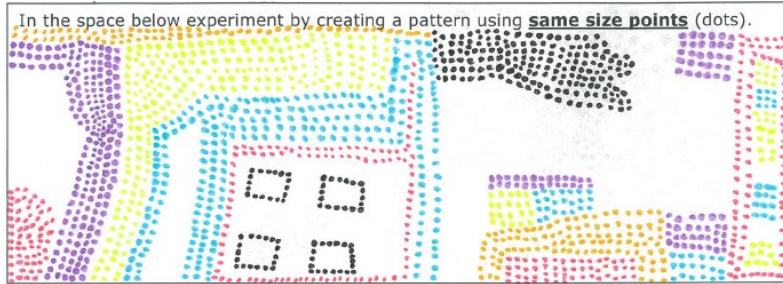 In the space below experiment by creating a pattern using same size points (dots).